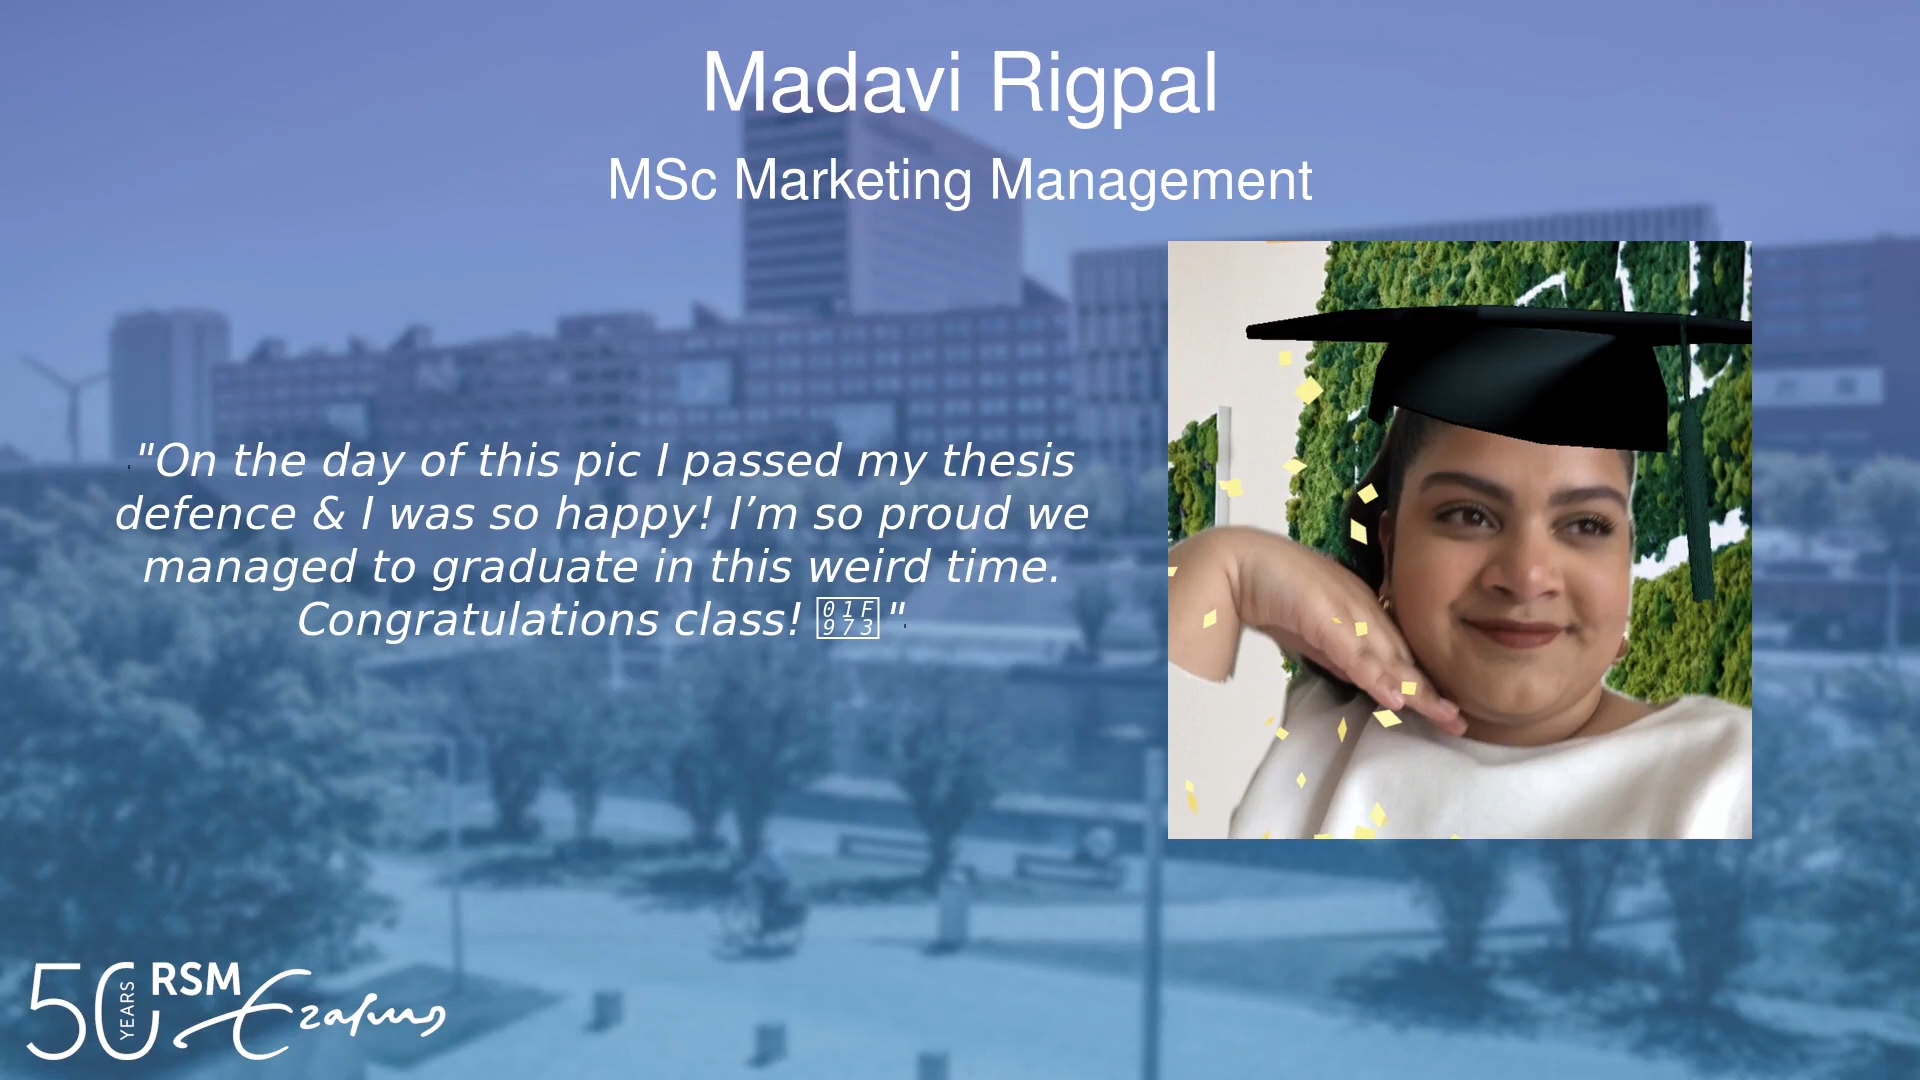 Madavi Rigpal
MSc Marketing Management
"On the day of this pic I passed my thesis
defence & I was so happy! I’m so proud we
managed to graduate in this weird time.
Congratulations class! 🥳"
50 YEARS RSM Erasmus